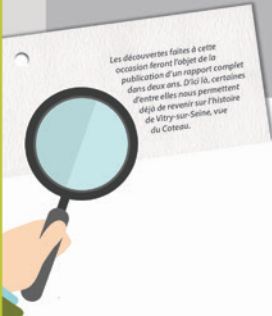 Les découvertes faites à cette
occasion feront l'objet de la
publication d'un rapport complet
dans deux ans. D'ici là, certaines
d'entre elles nous permettent
déjà de revenir sur l'histoire
de Vitry-sur-Seine, vue
du Coteau.